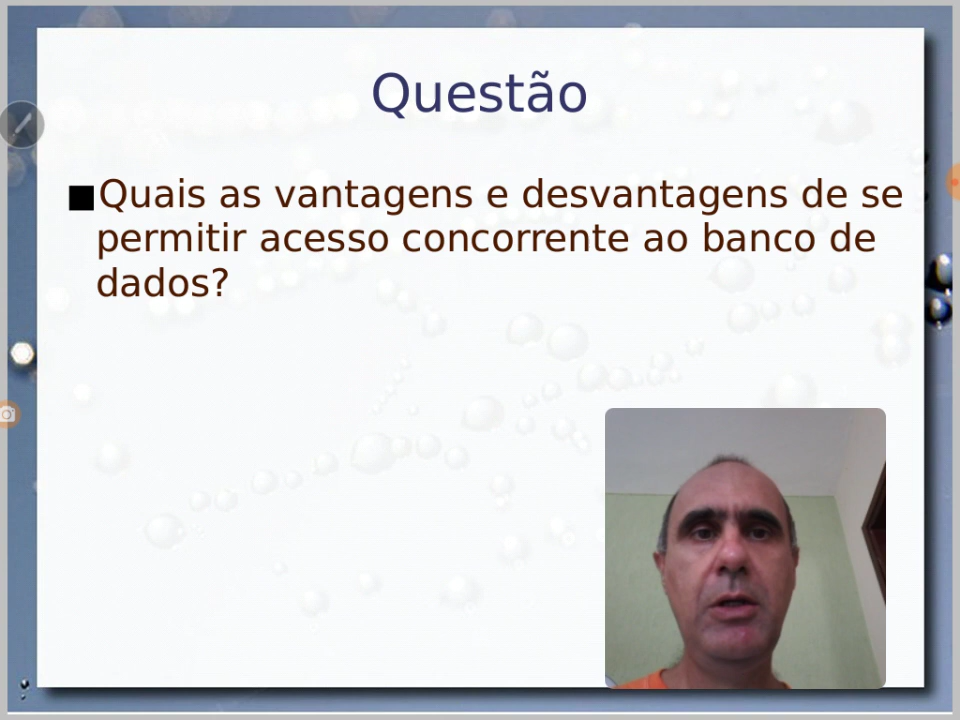 Questão
■Quais as vantagens e desvantagens de se
permitir acesso concorrente ao banco de
dados?